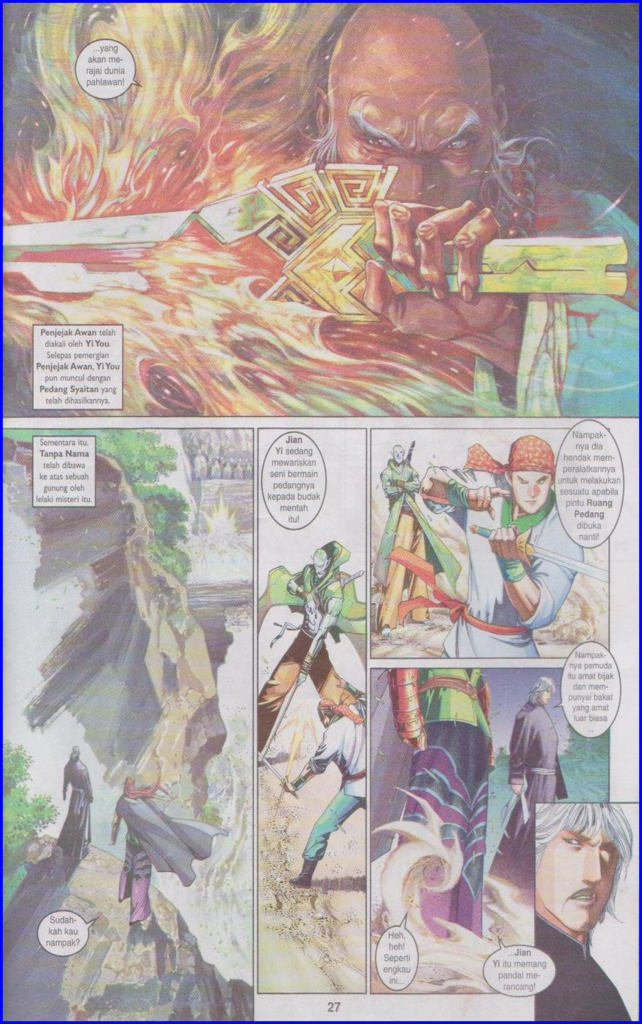 ...yang
akan me-
rajai dunia
pahlawan!
Penjejak Awan telah
diakali oleh Yi You.
Selepas pemergian
Penjejak Awan, Yi You
pun muncul dengan
Pedang Syaitan yang
telah dihasilkannya.
Sementara itu,
Tanpa Nama
telah dibawa
ke atas sebuah
gunung oleh
lelaki misteri itu.
Sudah-
kah kau
nampak?
Jian
Yi sedang
mewariskan
seni bermain
pedangnya
kepada budak
mentah
itu!
Nampak-
nya dia
hendak mem-
peralatkannya
untuk melakukan
sesuatu apabila
pintu Ruang
Pedang
dibuka
nanti!
Nampak-
nya pemuda
itu amat bijak
dan mem-
punyai bakat
yang amat
luar biasa
...
Heh,
heh!
Seperti
engkau
ini...
...Jian
Yi itu memang
pandai me-
rancang!
27